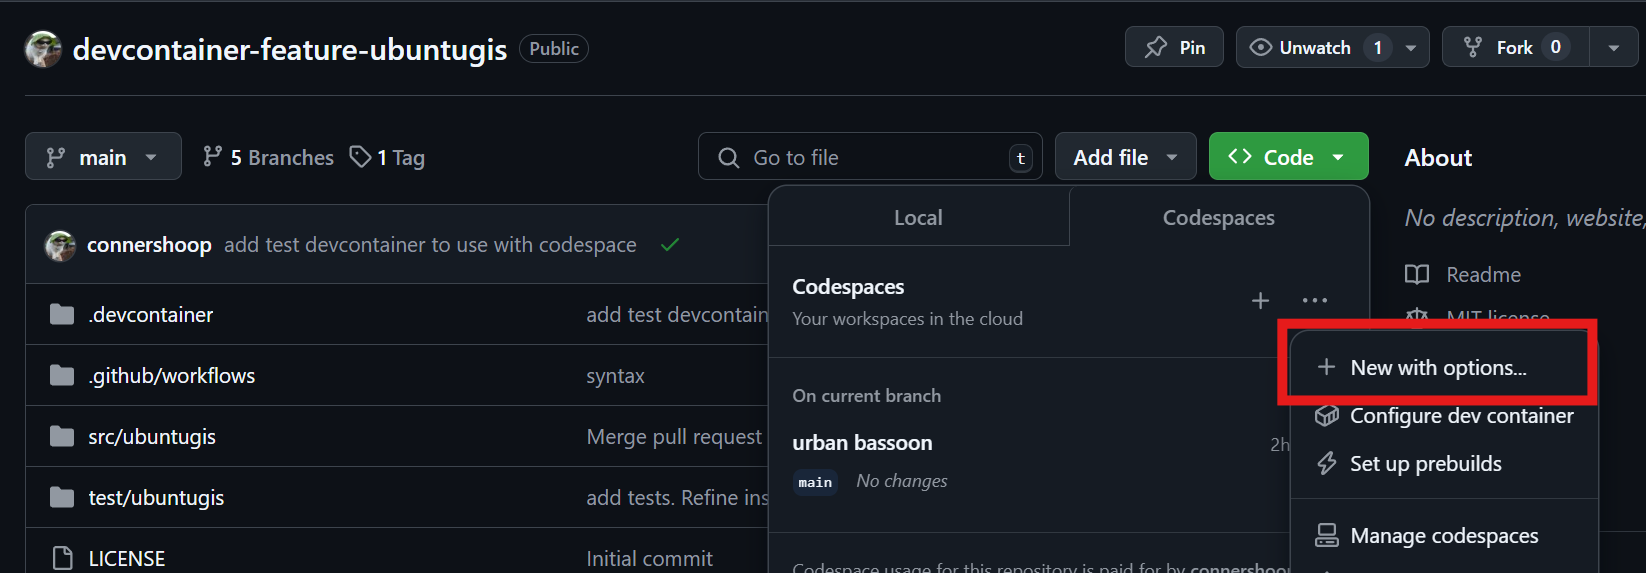 devcontainer-feature-ubuntugis Public Pin Unwatch 1 Fork 0
main 5 Branches 1 Tag Go to file t Add file Code About
Local Codespaces No description, website,
connershoop add test devcontainer to use with codespace
Codespaces
Your workspaces in the cloud
Readme
MIT license
.devcontainer add test devcontain
New with options...
.github/workflows syntax
On current branch
Configure dev container
src/ubuntugis Merge pull request
urban bassoon 2h
Set up prebuilds
main No changes
test/ubuntugis add tests. Refine ins
Manage codespaces
LICENSE Initial commit
Codespace usage for this repository is paid for by connershoo